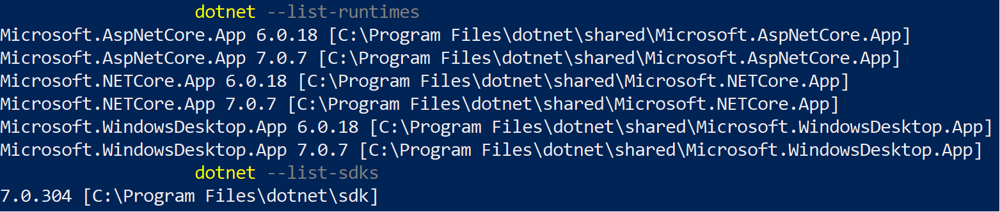 dotnet --list-runtimes
Microsoft.AspNetCore.App 6.0.18 [C:\Program Files\dotnet\shared\Microsoft.AspNetCore.App]
Microsoft.AspNetCore.App 7.0.7 [C:\Program Files\dotnet\shared\Microsoft.AspNetCore.App]
Microsoft.NETCore.App 6.0.18 [C:\Program Files\dotnet\shared\Microsoft.NETCore.App]
Microsoft.NETCore.App 7.0.7 [C:\Program Files\dotnet\shared\Microsoft.NETCore.App]
Microsoft.WindowsDesktop.App 6.0.18 [C:\Program Files\dotnet\shared\Microsoft.WindowsDesktop.App]
Microsoft.WindowsDesktop.App 7.0.7 [C:\Program Files\dotnet\shared\Microsoft.WindowsDesktop.App]
dotnet --list-sdks
7.0.304 [C:\Program Files\dotnet\sdk]